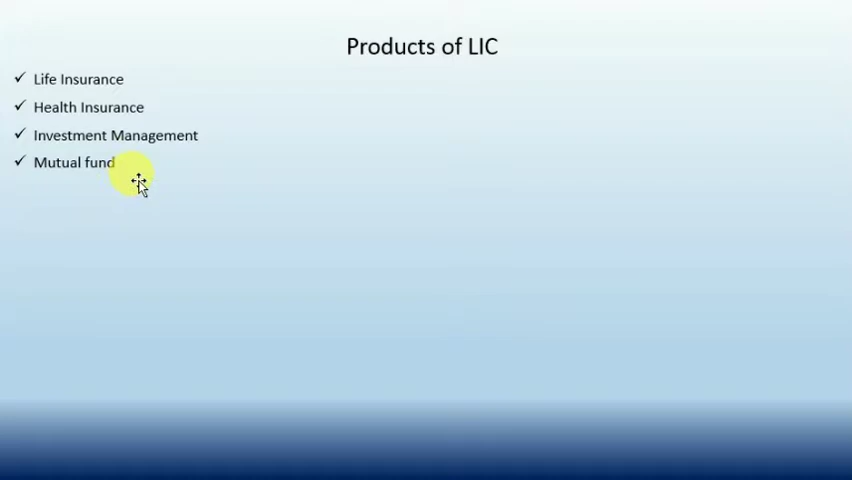 Products of LIC
✓ Life Insurance
✓ Health Insurance
✓ Investment Management
✓ Mutual fund